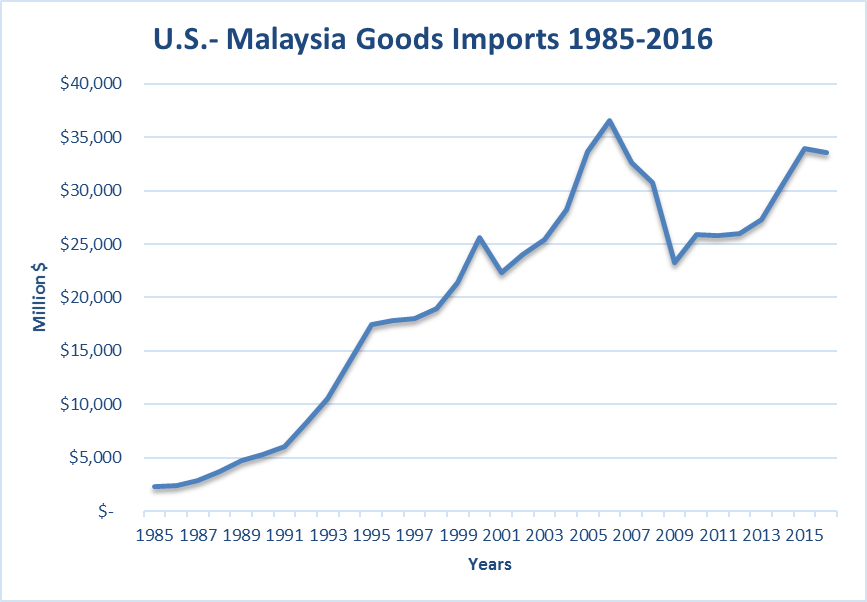 U.S.- Malaysia Goods Imports 1985-2016
$40,000
$35,000
$30,000
$25,000
$20,000
$15,000
$10,000
$5,000
$-
Million $
1985 1987 1989 1991 1993 1995 1997 1999 2001 2003 2005 2007 2009 2011 2013 2015
Years